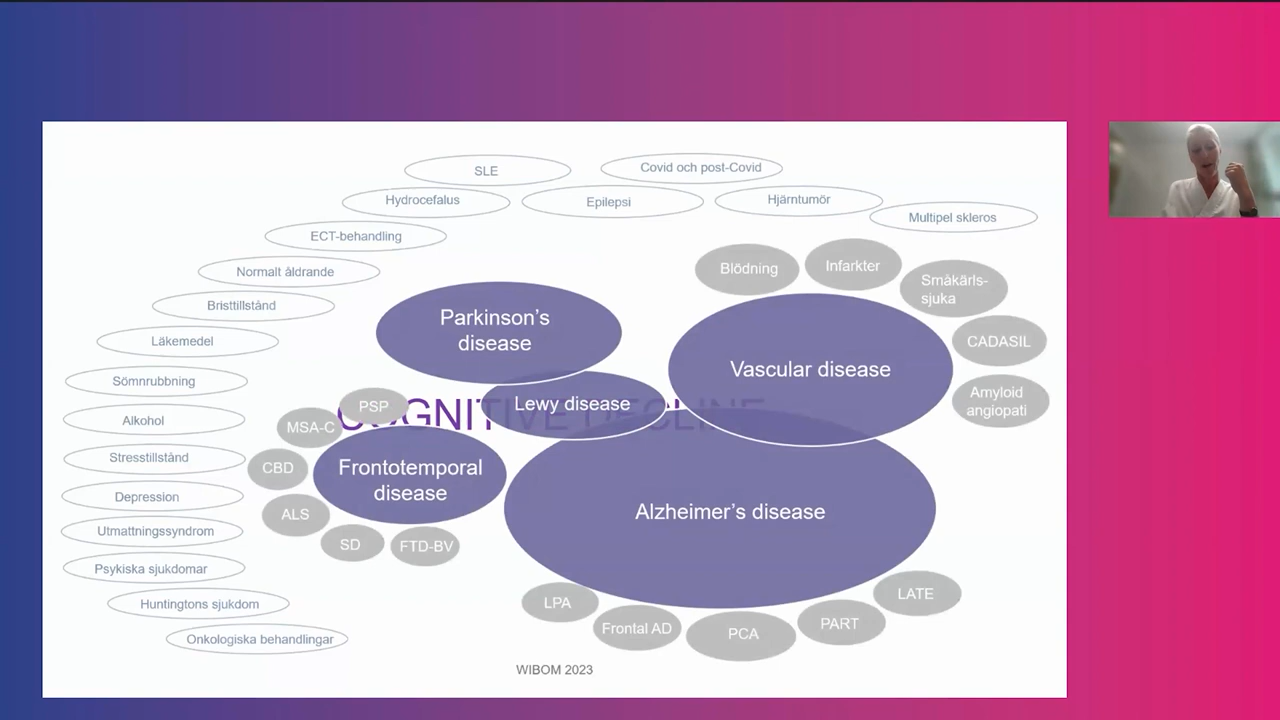 SLE
Covid och post-Covid
Hydrocefalus
Epilepsi
Hjärntumör
Multipel skleros
ECT-behandling
Normalt åldrande
Bristtillstånd
Läkemedel
Sömnrubbning
Alkohol
Stresstillstånd
Depression
Utmattningssyndrom
Psykiska sjukdomar
Huntingtons sjukdom
Onkologiska behandlingar
Blödning
Infarkter
Småkärls-
sjuka
CADASIL
Amyloid
angiopati
Parkinson’s
disease
Vascular disease
Lewy disease
COGNITIVE DECLINE
PSP
MSA-C
CBD
ALS
SD
FTD-BV
Frontotemporal
disease
Alzheimer’s disease
LPA
Frontal AD
PCA
PART
LATE
WIBOM 2023